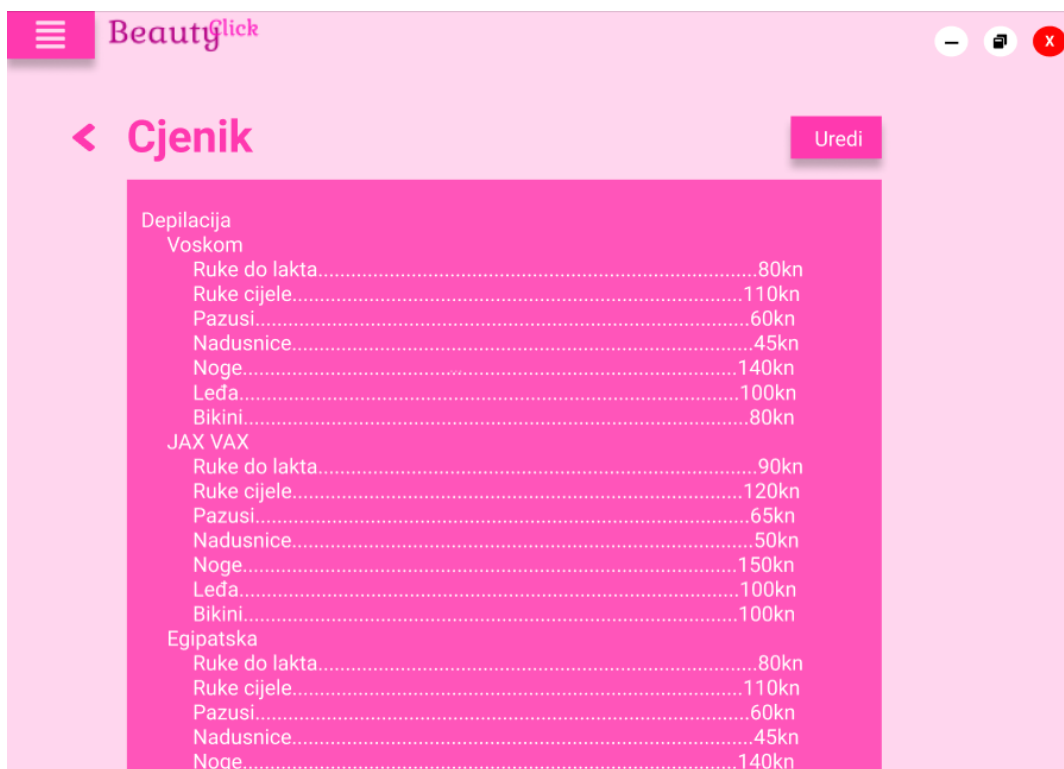 BeautyClick
X
Cjenik
Uredi
Depilacija
Voskom
Ruke do lakta..............................................................................80kn
Ruke cijele................................................................................110kn
Pazusi.......................................................................................60kn
Nadusnice.................................................................................45kn
Noge.......................................................................................140kn
Leđa........................................................................................100kn
Bikini.........................................................................................80kn
JAX VAX
Ruke do lakta..............................................................................90kn
Ruke cijele................................................................................120kn
Pazusi.......................................................................................65kn
Nadusnice.................................................................................50kn
Noge.......................................................................................150kn
Leđa........................................................................................100kn
Bikini.......................................................................................100kn
Egipatska
Ruke do lakta..............................................................................80kn
Ruke cijele................................................................................110kn
Pazusi.......................................................................................60kn
Nadusnice.................................................................................45kn
Noge.......................................................................................140kn